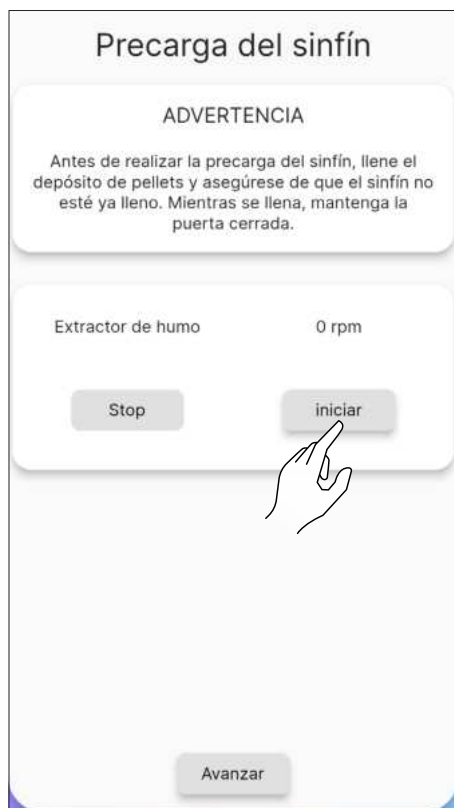 Precarga del sinfín
ADVERTENCIA
Antes de realizar la precarga del sinfín, llene el
depósito de pellets y asegúrese de que el sinfín no
esté ya lleno. Mientras se llena, mantenga la
puerta cerrada.
Extractor de humo 0 rpm
Stop iniciar
Avanzar